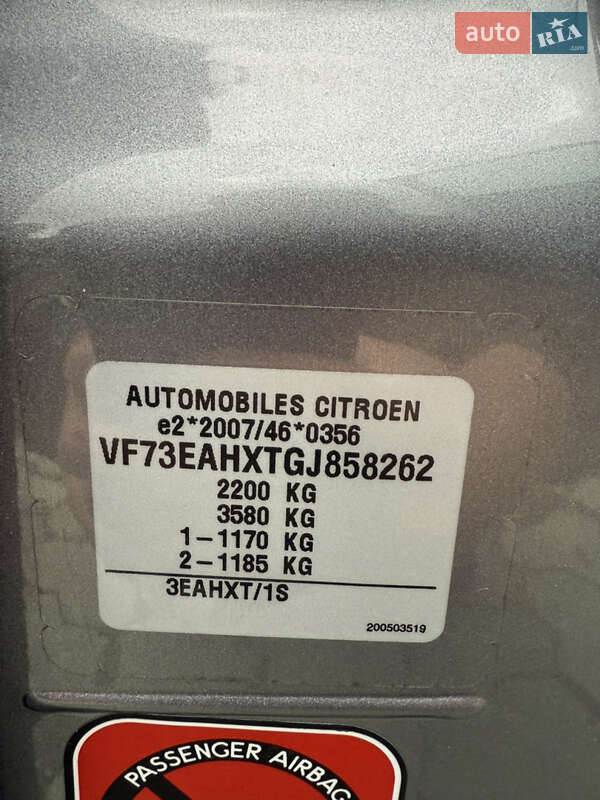 auto RIA.com
AUTOMOBILES CITROEN
e2*2007/46*0356
VF73EAHXTGJ858262
2200 KG
3580 KG
1-1170 KG
2-1185 KG
3EAHXT/1S
200503519
PASSENGER AIRBAG